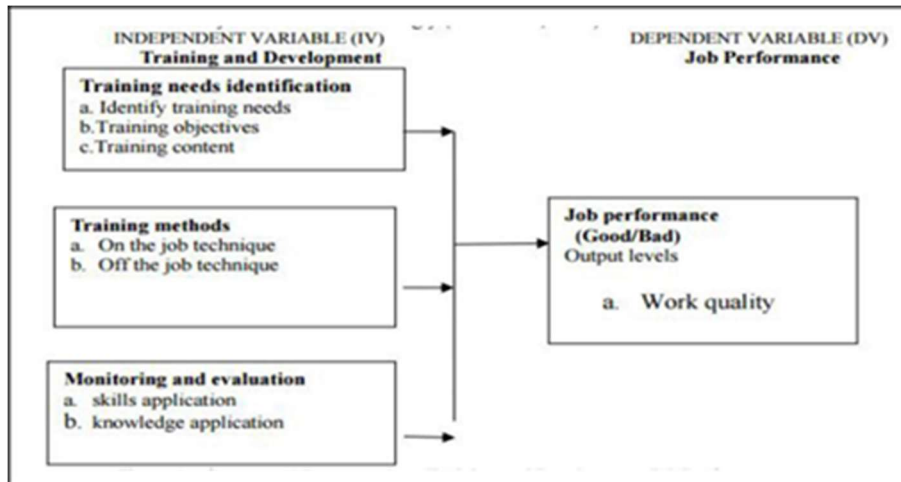 INDEPENDENT VARIABLE (IV)
Training and Development
DEPENDENT VARIABLE (DV)
Job Performance
Training needs identification
a. Identify training needs
b.Training objectives
c.Training content
Training methods
a. On the job technique
b. Off the job technique
Monitoring and evaluation
a. skills application
b. knowledge application
Job performance
(Good/Bad)
Output levels
a. Work quality